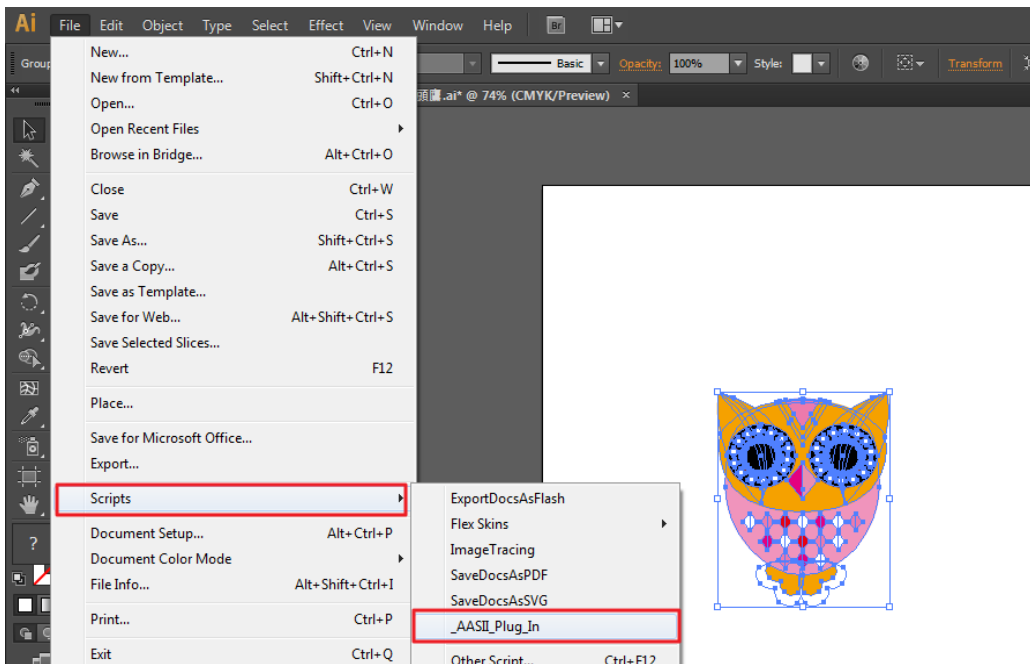 Ai File Edit Object Type Select Effect View Window Help Br
Group Basic Opacity: 100% Style: Transform
頭鷹.ai* @ 74% (CMYK/Preview) ×
New... Ctrl+N
New from Template... Shift+Ctrl+N
Open... Ctrl+O
Open Recent Files
Browse in Bridge... Alt+Ctrl+O
Close Ctrl+W
Save Ctrl+S
Save As... Shift+Ctrl+S
Save a Copy... Alt+Ctrl+S
Save as Template...
Save for Web... Alt+Shift+Ctrl+S
Save Selected Slices...
Revert F12
Place...
Save for Microsoft Office...
Export...
Scripts
Document Setup... Alt+Ctrl+P
Document Color Mode
File Info... Alt+Shift+Ctrl+I
Print... Ctrl+P
Exit Ctrl+Q
ExportDocsAsFlash
Flex Skins
ImageTracing
SaveDocsAsPDF
SaveDocsAsSVG
_AASII_Plug_In
Other Script... Ctrl+F12
?